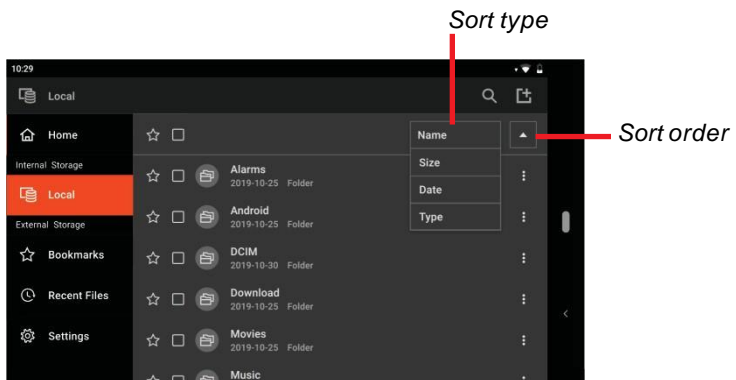 Sort type
10:29
Local
Home
Name
Sort order
Internal Storage
Size
Alarms
2019-10-25 Folder
Local
Date
Android
2019-10-25 Folder
Type
External Storage
Bookmarks
DCIM
2019-10-30 Folder
Recent Files
Download
2019-10-25 Folder
Settings
Movies
2019-10-25 Folder
Music